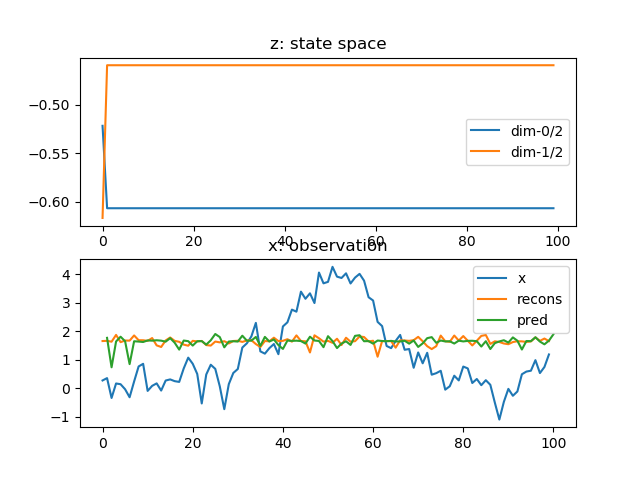 z: state space
−0.50
−0.55
−0.60
dim-0/2
dim-1/2
0 20 40 60 80 100
x: observation
4
3
2
1
0
−1
x
recons
pred
0 20 40 60 80 100